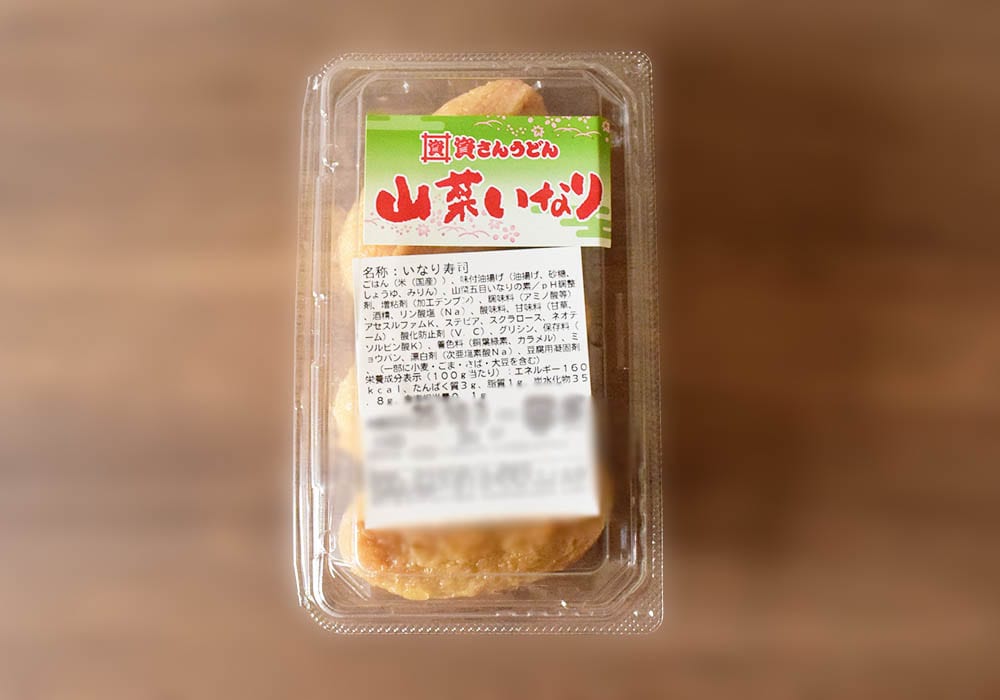 資 資さんうどん
山菜いなり
名称：いなり寿司
ごはん（米（国産））、味付油揚げ（油揚げ、砂糖、
しょうゆ、みりん）、山菜五目いなりの素／ｐＨ調整
剤、増粘剤（加工デンプン）、調味料（アミノ酸等）
、酒精、リン酸塩（Ｎａ）、酸味料、甘味料（甘草、
アセスルファムＫ、ステビア、スクラロース、ネオテ
ーム）、酸化防止剤（Ｖ．Ｃ）、グリシン、保存料（
ソルビン酸Ｋ）、着色料（銅葉緑素、カラメル）、ミ
ョウバン、漂白剤（次亜塩素酸Ｎａ）、豆腐用凝固剤
（一部に小麦・ごま・さば・大豆を含む）
栄養成分表示（１００ｇ当たり）：エネルギー１６０
ｋｃａｌ、たんぱく質３ｇ、脂質１ｇ、炭水化物３５
．８ｇ、